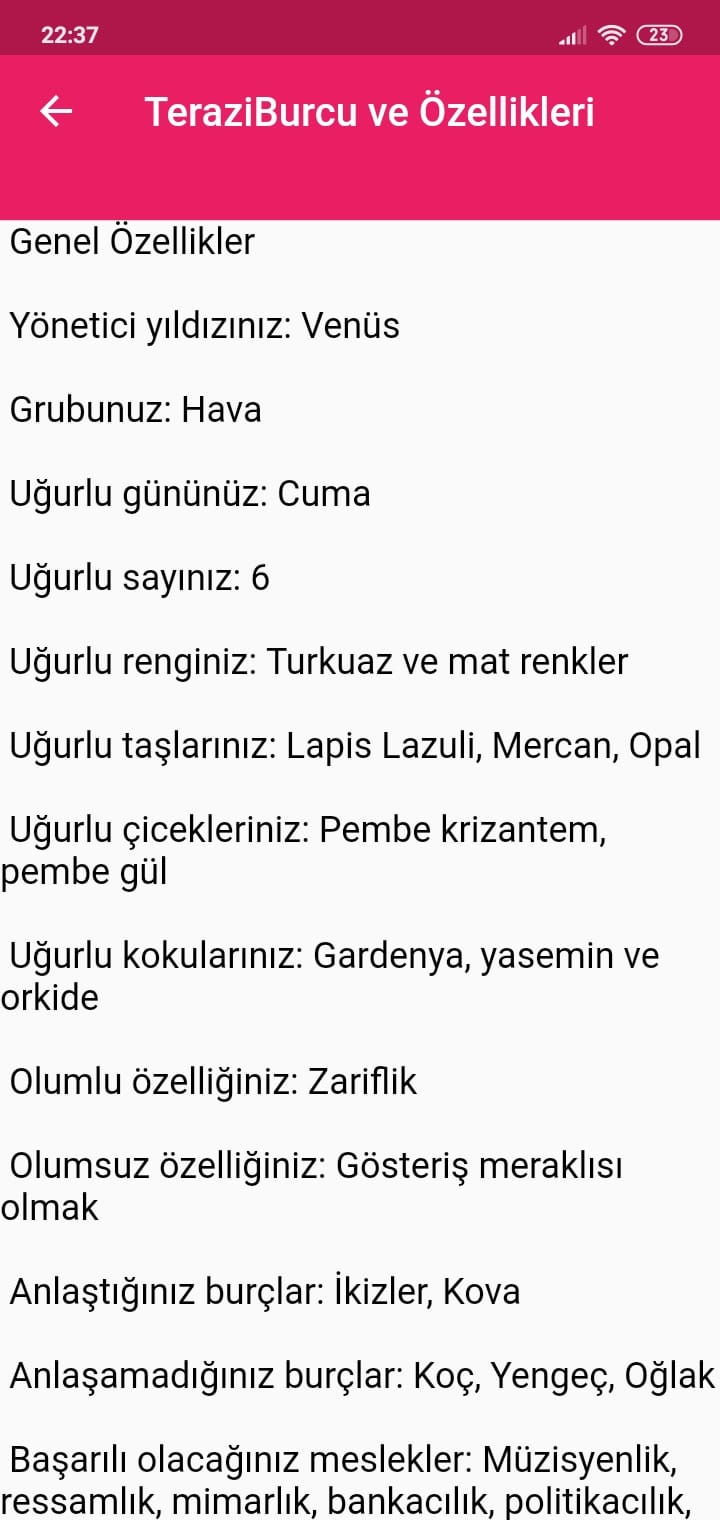 22:37
23
TeraziBurcu ve Özellikleri
Genel Özellikler
Yönetici yıldızınız: Venüs
Grubunuz: Hava
Uğurlu gününüz: Cuma
Uğurlu sayınız: 6
Uğurlu renginiz: Turkuaz ve mat renkler
Uğurlu taşlarınız: Lapis Lazuli, Mercan, Opal
Uğurlu çicekleriniz: Pembe krizantem,
pembe gül
Uğurlu kokularınız: Gardenya, yasemin ve
orkide
Olumlu özelliğiniz: Zariflik
Olumsuz özelliğiniz: Gösteriş meraklısı
olmak
Anlaştığınız burçlar: İkizler, Kova
Anlaşamadığınız burçlar: Koç, Yengeç, Oğlak
Başarılı olacağınız meslekler: Müzisyenlik,
ressamlık, mimarlık, bankacılık, politikacılık,